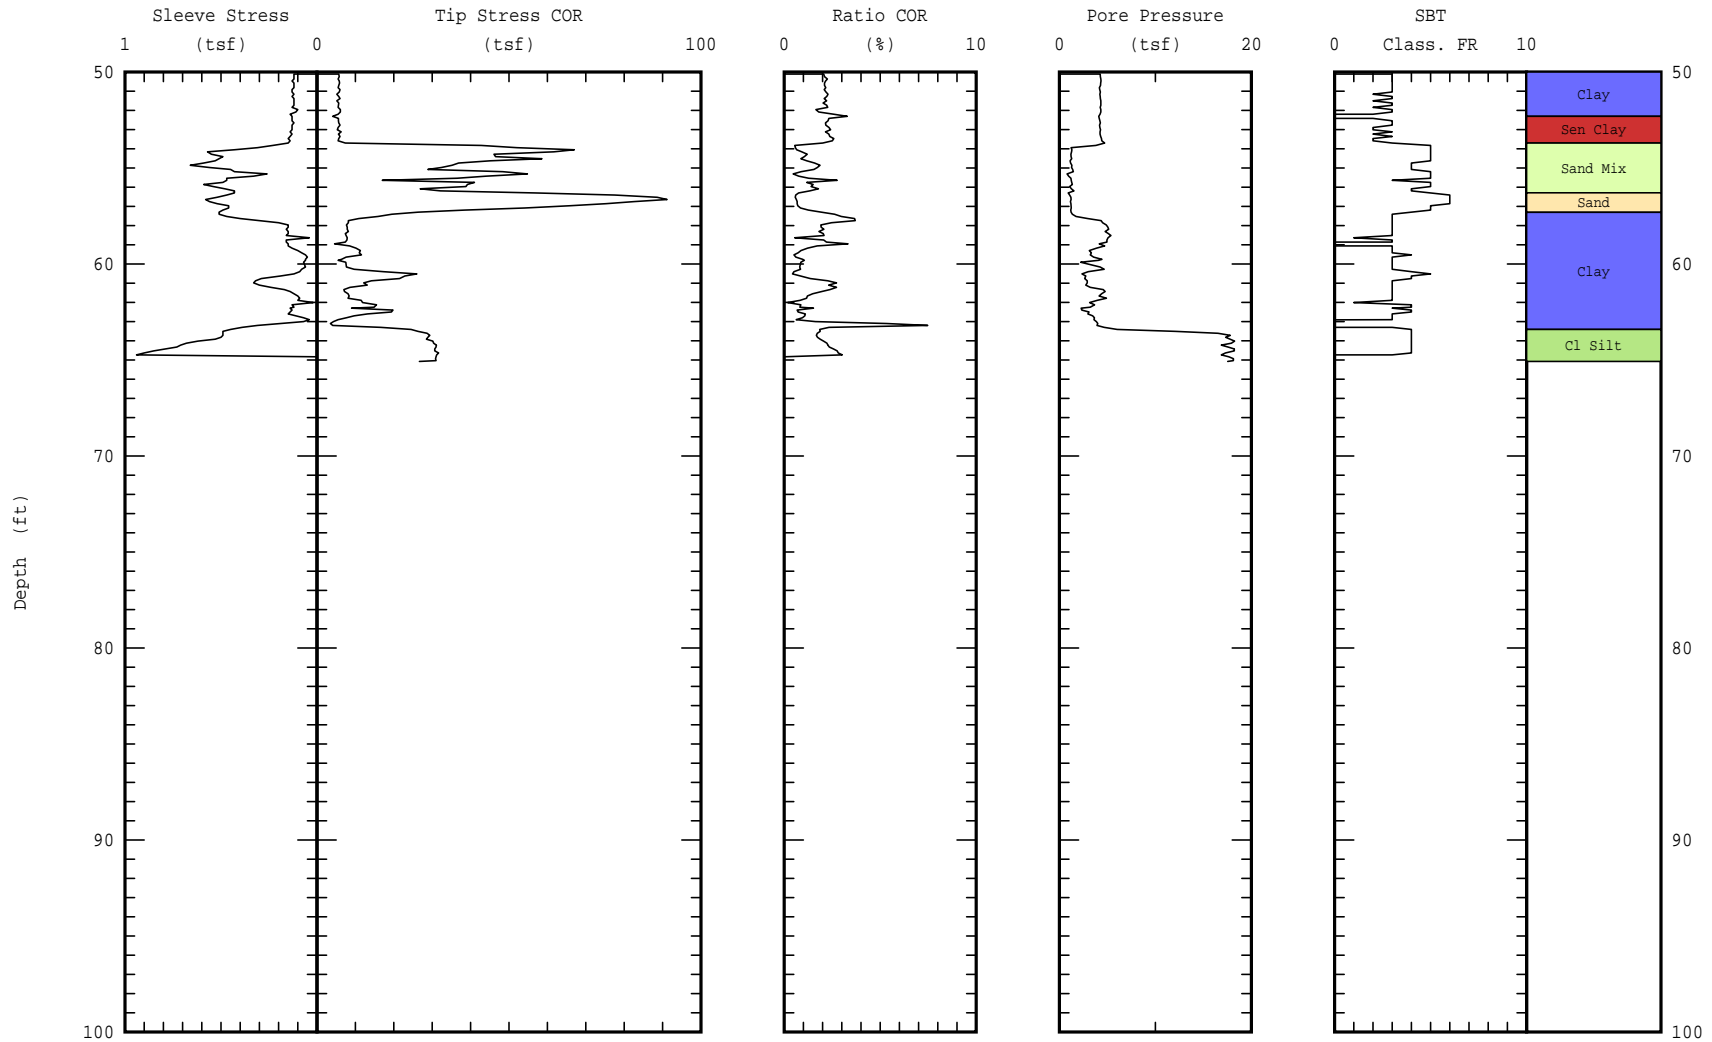 Sleeve Stress Tip Stress COR Ratio COR Pore Pressure SBT
1 (tsf) 0 (tsf) 100 0 (%) 10 0 (tsf) 20 0 Class. FR 10
50 50
Clay
Sen Clay
Sand Mix
Sand
60 Clay 60
Cl Silt
70 70
Depth (ft)
80 80
90 90
100 100